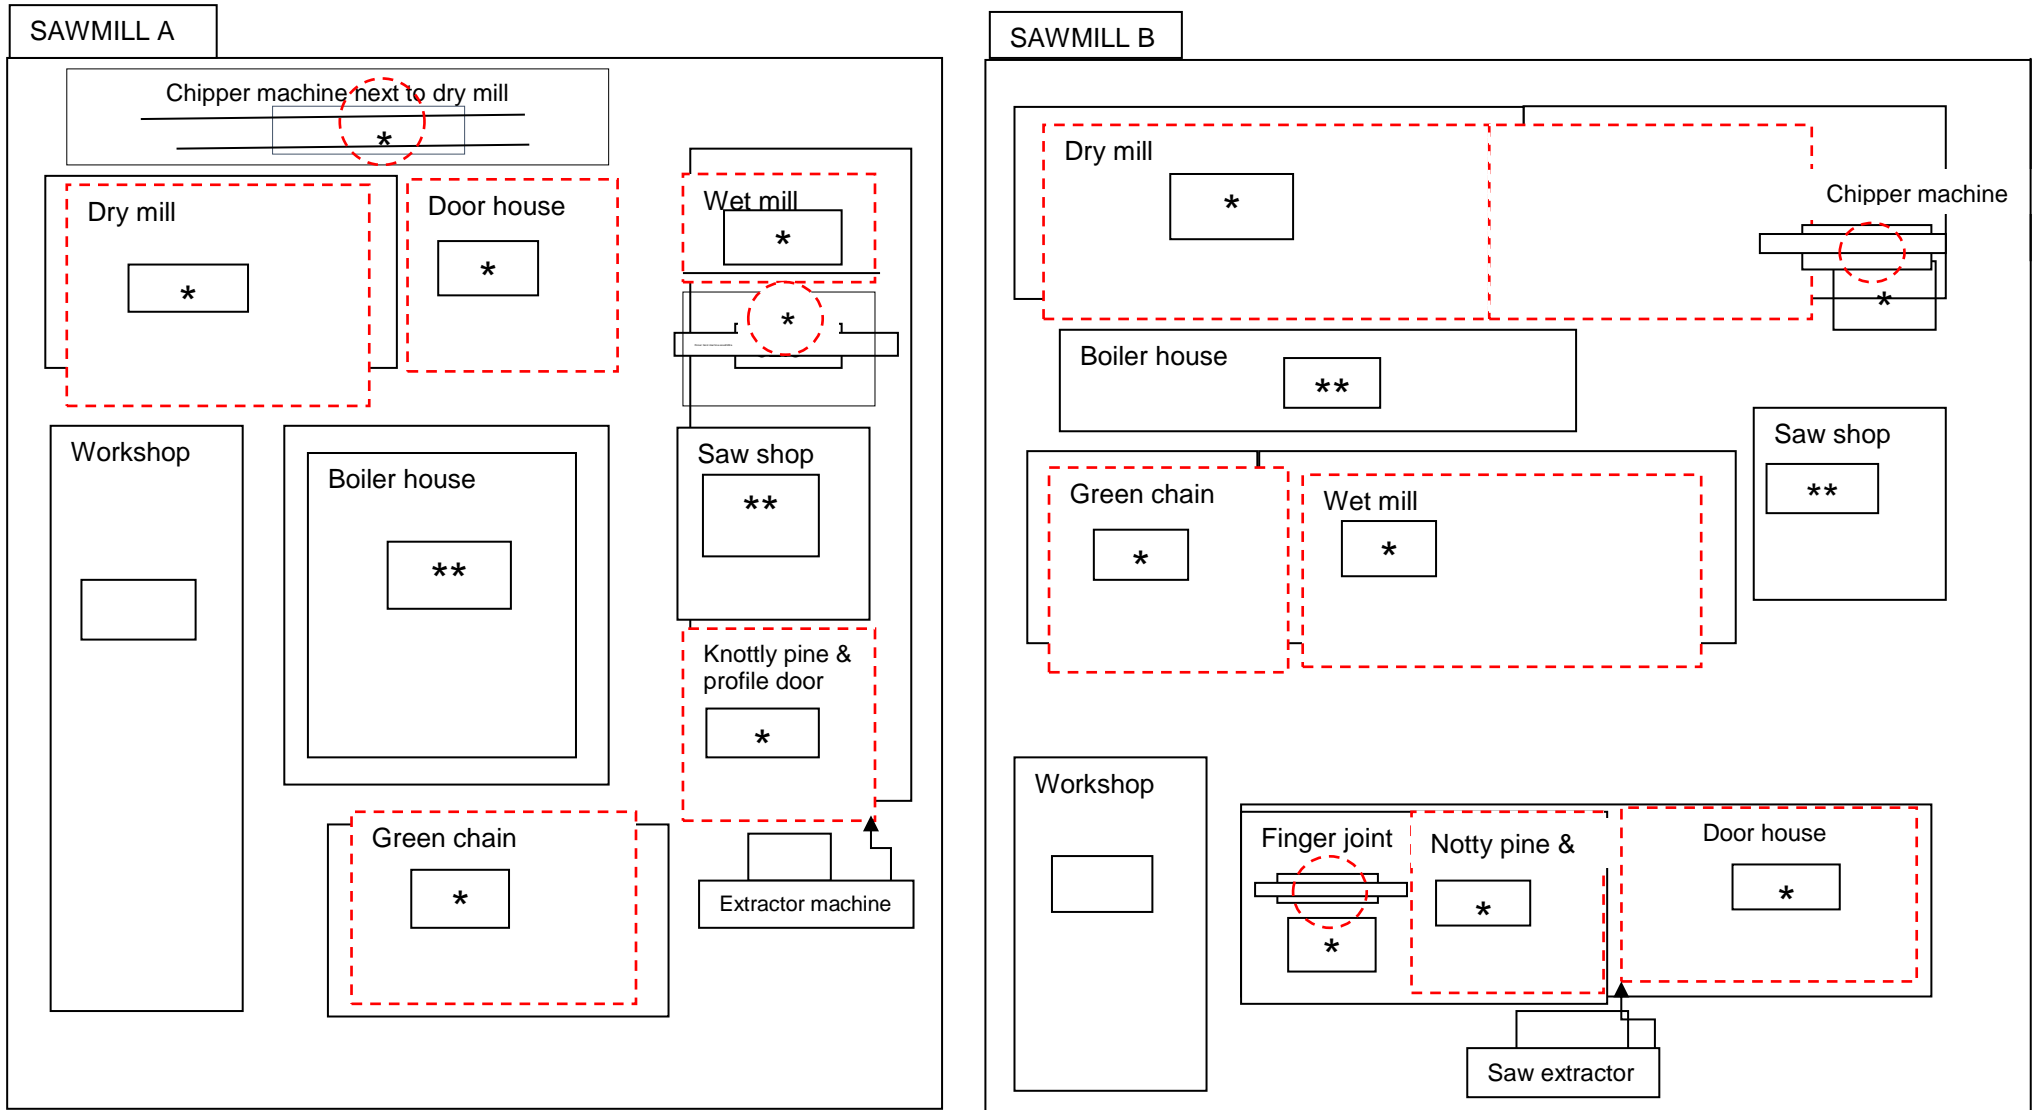 SAWMILL A
Chipper machine next to dry mill
*
Dry mill
*
Door house
*
Wet mill
*
*
Workshop
Boiler house
**
Saw shop
**
Knottly pine &
profile door
*
Green chain
*
Extractor machine
SAWMILL B
Dry mill
*
Chipper machine
*
Boiler house
**
Saw shop
**
Green chain
*
Wet mill
*
Workshop
Finger joint
*
Notty pine &
*
Door house
*
Saw extractor